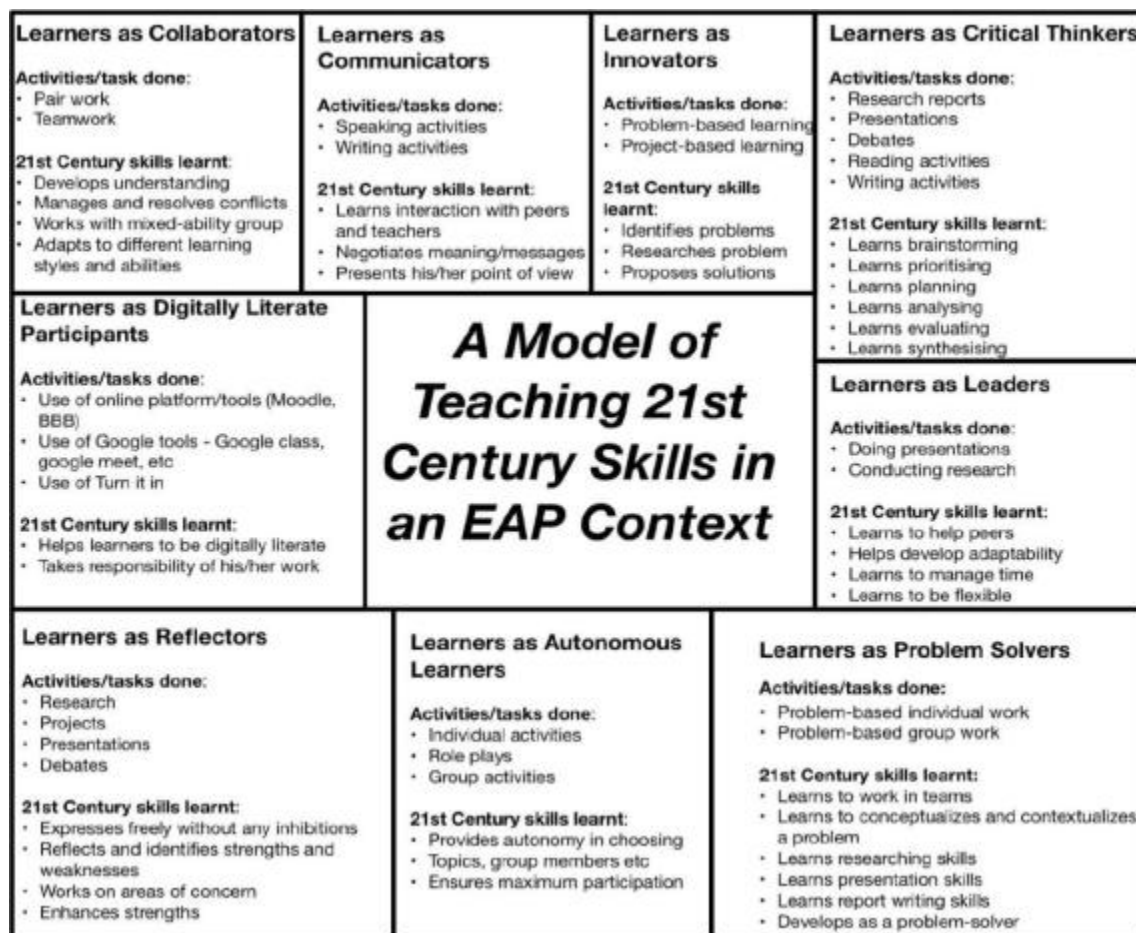 Learners as Collaborators
Activities/task done:
• Pair work
• Teamwork
21st Century skills learnt:
• Develops understanding
• Manages and resolves conflicts
• Works with mixed-ability group
• Adapts to different learning
styles and abilities
Learners as
Communicators
Activities/tasks done:
• Speaking activities
• Writing activities
21st Century skills learnt:
• Learns interaction with peers
and teachers
• Negotiates meaning/messages
• Presents his/her point of view
Learners as
Innovators
Activities/tasks done:
• Problem-based learning
• Project-based learning
21st Century skills
learnt:
• Identifies problems
• Researches problem
• Proposes solutions
Learners as Critical Thinkers
Activities/tasks done:
• Research reports
• Presentations
• Debates
• Reading activities
• Writing activities
21st Century skills learnt:
• Learns brainstorming
• Learns prioritising
• Learns planning
• Learns analysing
• Learns evaluating
• Learns synthesising
Learners as Digitally Literate
Participants
Activities/tasks done:
• Use of online platform/tools (Moodle,
BBB)
• Use of Google tools - Google class,
google meet, etc
• Use of Turn it in
21st Century skills learnt:
• Helps learners to be digitally literate
• Takes responsibility of his/her work
A Model of
Teaching 21st
Century Skills in
an EAP Context
Learners as Leaders
Activities/tasks done:
• Doing presentations
• Conducting research
21st Century skills learnt:
• Learns to help peers
• Helps develop adaptability
• Learns to manage time
• Learns to be flexible
Learners as Reflectors
Activities/tasks done:
• Research
• Projects
• Presentations
• Debates
21st Century skills learnt:
• Expresses freely without any inhibitions
• Reflects and identifies strengths and
weaknesses
• Works on areas of concern
• Enhances strengths
Learners as Autonomous
Learners
Activities/tasks done:
• Individual activities
• Role plays
• Group activities
21st Century skills learnt:
• Provides autonomy in choosing
• Topics, group members etc
• Ensures maximum participation
Learners as Problem Solvers
Activities/tasks done:
• Problem-based individual work
• Problem-based group work
21st Century skills learnt:
• Learns to work in teams
• Learns to conceptualizes and contextualizes
a problem
• Learns researching skills
• Learns presentation skills
• Learns report writing skills
• Develops as a problem-solver